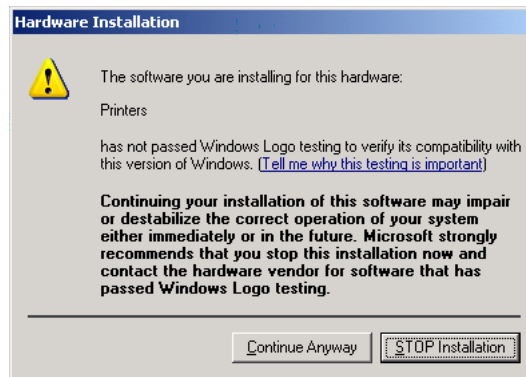 Hardware Installation
The software you are installing for this hardware:
Printers
has not passed Windows Logo testing to verify its compatibility with
this version of Windows. (Tell me why this testing is important)
Continuing your installation of this software may impair
or destabilize the correct operation of your system
either immediately or in the future. Microsoft strongly
recommends that you stop this installation now and
contact the hardware vendor for software that has
passed Windows Logo testing.
Continue Anyway
STOP Installation